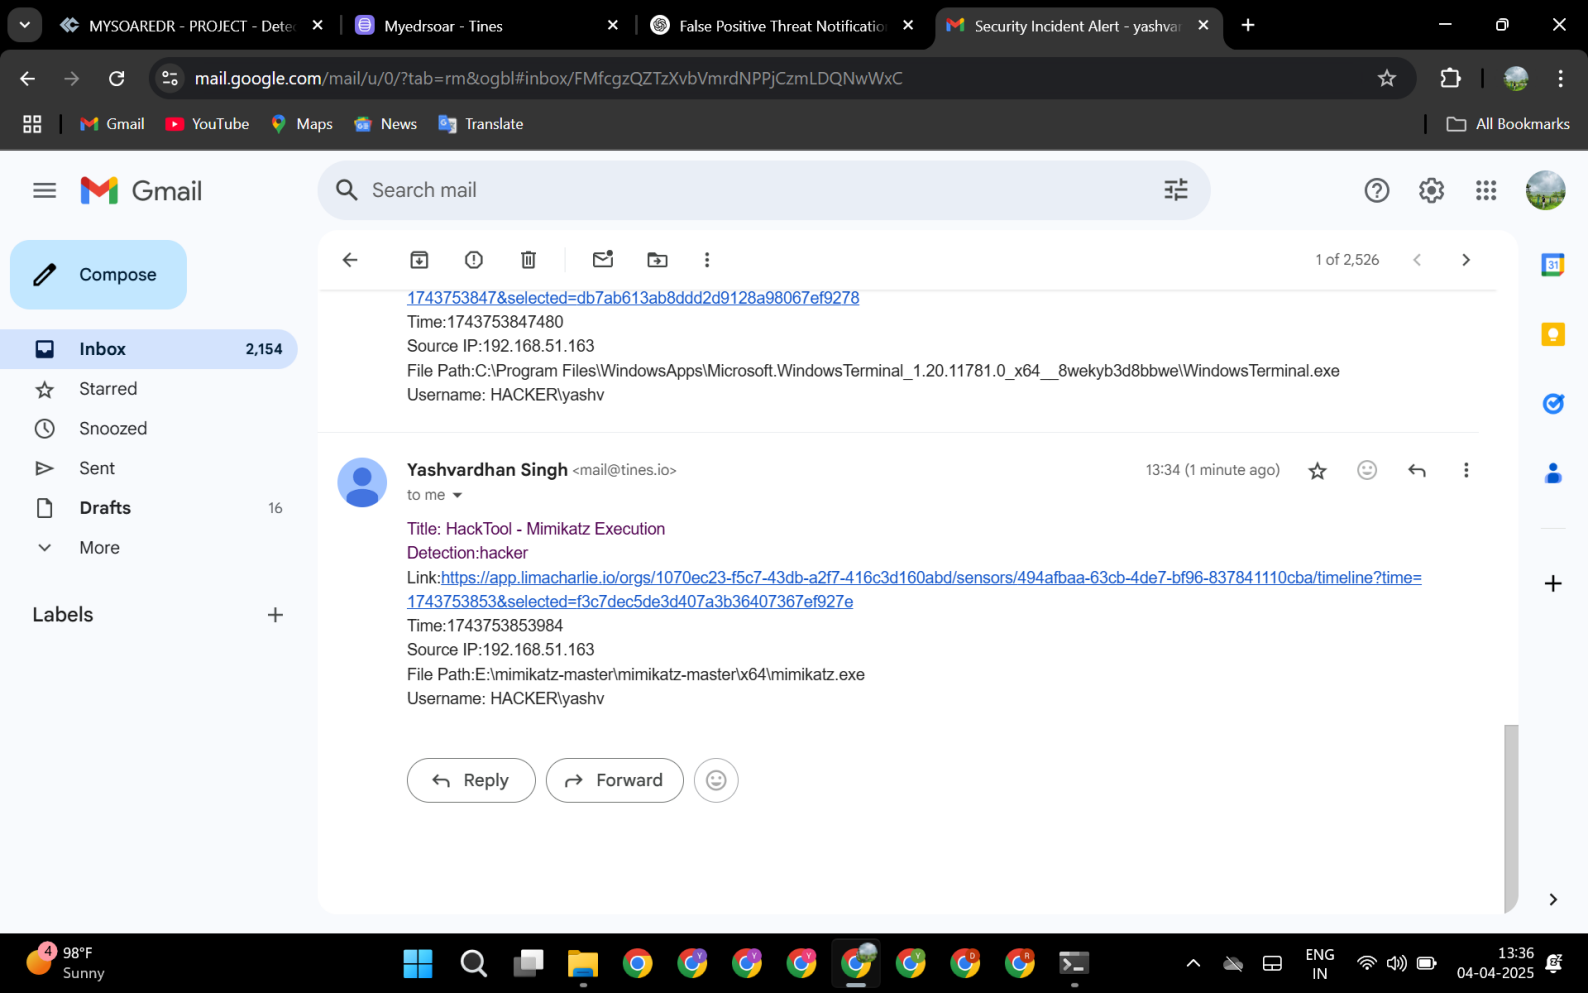 MYSOAREDR - PROJECT - Detec
Myedrsoar - Tines
False Positive Threat Notificatio
Security Incident Alert - yashvar
mail.google.com/mail/u/0/?tab=rm&ogbl#inbox/FMfcgzQZTzXvbVmrdNPPjCzmLDQNwWxC
Gmail
YouTube
Maps
News
Translate
All Bookmarks
Gmail
Search mail
Compose
1 of 2,526
Inbox 2,154
Starred
Snoozed
Sent
Drafts 16
More
Labels
1743753847&selected=db7ab613ab8ddd2d9128a98067ef9278
Time:1743753847480
Source IP:192.168.51.163
File Path:C:\Program Files\WindowsApps\Microsoft.WindowsTerminal_1.20.11781.0_x64__8wekyb3d8bbwe\WindowsTerminal.exe
Username: HACKER\yashv
Yashvardhan Singh <mail@tines.io>
13:34 (1 minute ago)
to me
Title: HackTool - Mimikatz Execution
Detection:hacker
Link:https://app.limacharlie.io/orgs/1070ec23-f5c7-43db-a2f7-416c3d160abd/sensors/494afbaa-63cb-4de7-bf96-837841110cba/timeline?time=
1743753853&selected=f3c7dec5de3d407a3b36407367ef927e
Time:1743753853984
Source IP:192.168.51.163
File Path:E:\mimikatz-master\mimikatz-master\x64\mimikatz.exe
Username: HACKER\yashv
Reply
Forward
31
4
98°F
Sunny
Y
Y
Y
Y
D
R
ENG
IN
13:36
04-04-2025